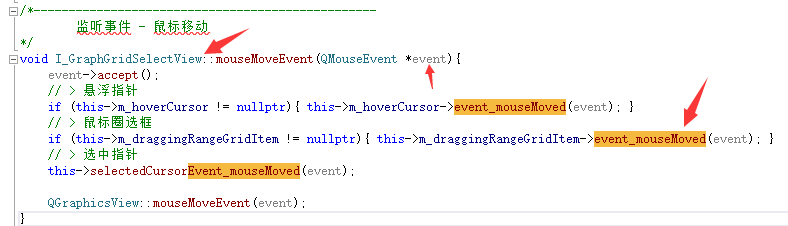 /*-------------------------------------------------
监听事件 - 鼠标移动
*/
void I_GraphGridSelectView::mouseMoveEvent(QMouseEvent *event){
event->accept();
// > 悬浮指针
if (this->m_hoverCursor != nullptr){ this->m_hoverCursor->event_mouseMoved(event); }
// > 鼠标圈选框
if (this->m_draggingRangeGridItem != nullptr){ this->m_draggingRangeGridItem->event_mouseMoved(event); }
// > 选中指针
this->selectedCursorEvent_mouseMoved(event);
QGraphicsView::mouseMoveEvent(event);
}